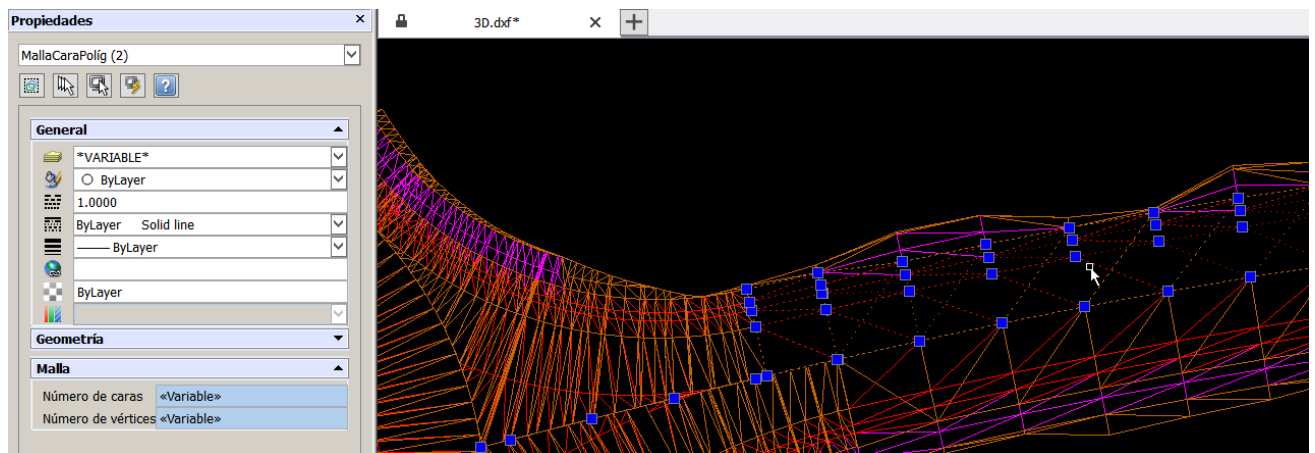 Propiedades
3D.dxf*
MallaCaraPolíg (2)
General
*VARIABLE*
ByLayer
1.0000
ByLayer Solid line
ByLayer
ByLayer
Geometría
Malla
Número de caras «Variable»
Número de vértices «Variable»